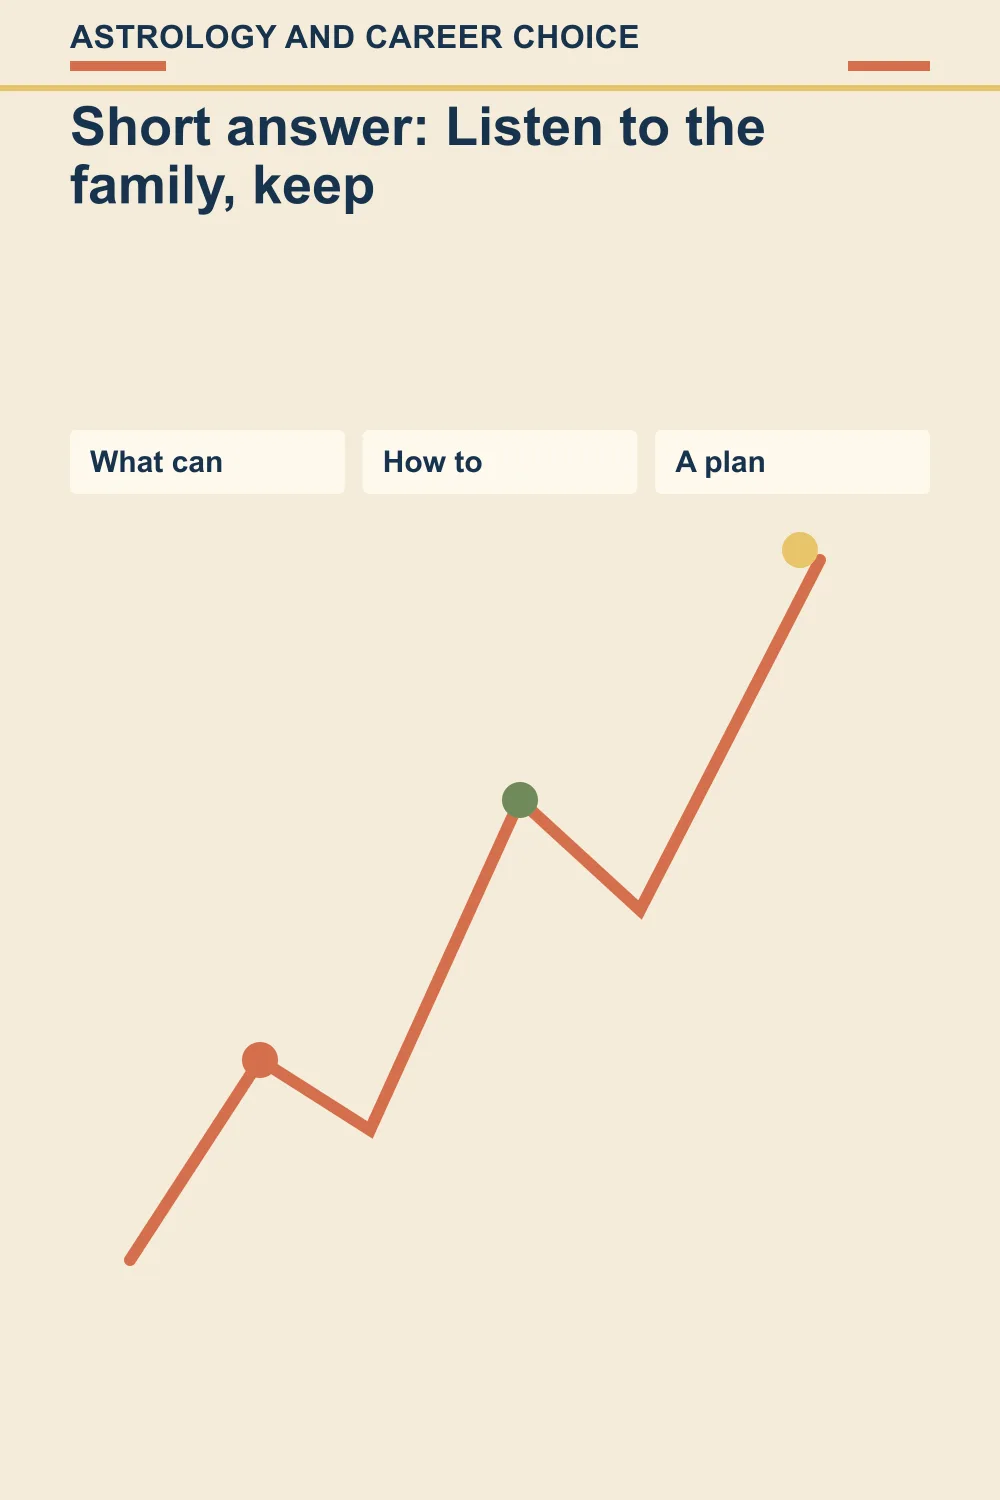 ASTROLOGY AND CAREER CHOICE
Short answer: Listen to the
family, keep
What can
How to
A plan